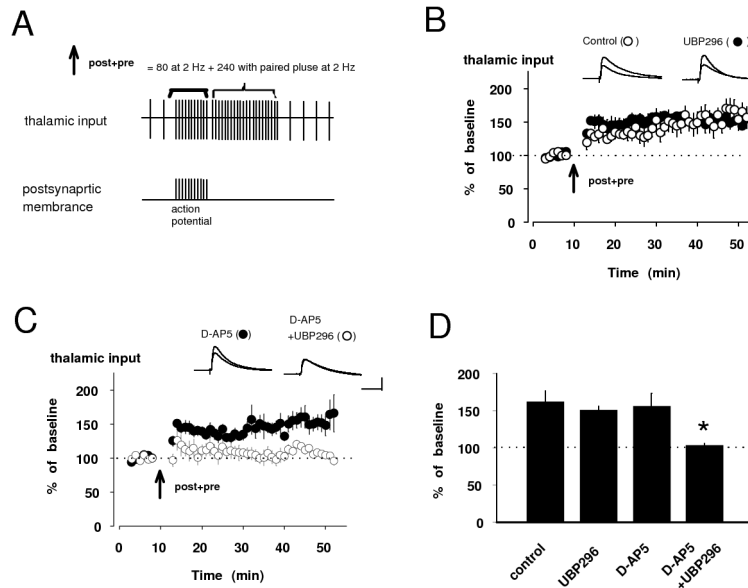 A
post+pre
= 80 at 2 Hz + 240 with paired pluse at 2 Hz
thalamic input
postsynaprtic
membrance
action
potential
B
Control ( )
UBP296 ( )
thalamic input
200
150
100
50
0
% of baseline
post+pre
0 10 20 30 40 50
Time (min)
C
D-AP5 ( )
D-AP5
+UBP296 ( )
thalamic input
200
150
100
50
0
% of baseline
post+pre
0 10 20 30 40 50
Time (min)
D
200
150
100
50
0
% of baseline
*
control
UBP296
D-AP5
D-AP5
+UBP296